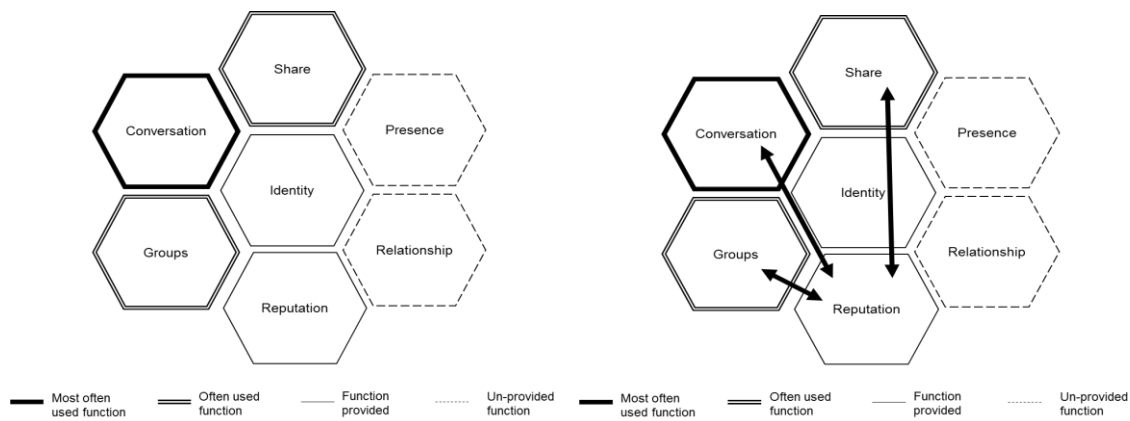 Share
Conversation
Presence
Identity
Groups
Relationship
Reputation
Most often
used function
Often used
function
Function
provided
Un-provided
function
Share
Conversation
Presence
Identity
Groups
Relationship
Reputation
Most often
used function
Often used
function
Function
provided
Un-provided
function